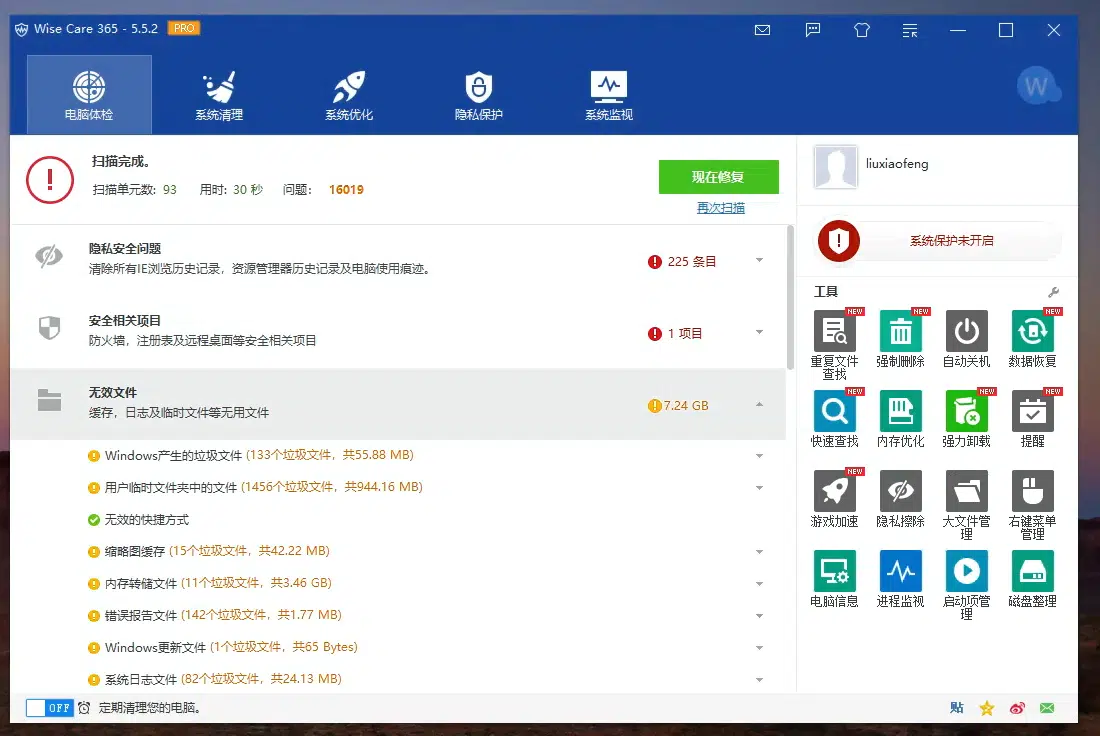 Wise Care 365 - 5.5.2 PRO
电脑体检
系统清理
系统优化
隐私保护
系统监视
W
扫描完成。
扫描单元数: 93 用时: 30 秒 问题: 16019
现在修复
再次扫描
隐私安全问题
清除所有IE浏览历史记录，资源管理器历史记录及电脑使用痕迹。
225 条目
安全相关项目
防火墙，注册表及远程桌面等安全相关项目
1 项目
无效文件
缓存，日志及临时文件等无用文件
7.24 GB
Windows产生的垃圾文件 (133个垃圾文件，共55.88 MB)
用户临时文件夹中的文件 (1456个垃圾文件，共944.16 MB)
无效的快捷方式
缩略图缓存 (15个垃圾文件，共42.22 MB)
内存转储文件 (11个垃圾文件，共3.46 GB)
错误报告文件 (142个垃圾文件，共1.77 MB)
Windows更新文件 (1个垃圾文件，共65 Bytes)
系统日志文件 (82个垃圾文件，共24.13 MB)
liuxiaofeng
系统保护未开启
工具
NEW
重复文件
查找
NEW
强制删除
自动关机
NEW
数据恢复
NEW
快速查找
内存优化
NEW
强力卸载
NEW
提醒
NEW
游戏加速
隐私擦除
大文件管
理
右键菜单
管理
电脑信息
进程监视
启动项管
理
磁盘整理
OFF 定期清理您的电脑。
贴